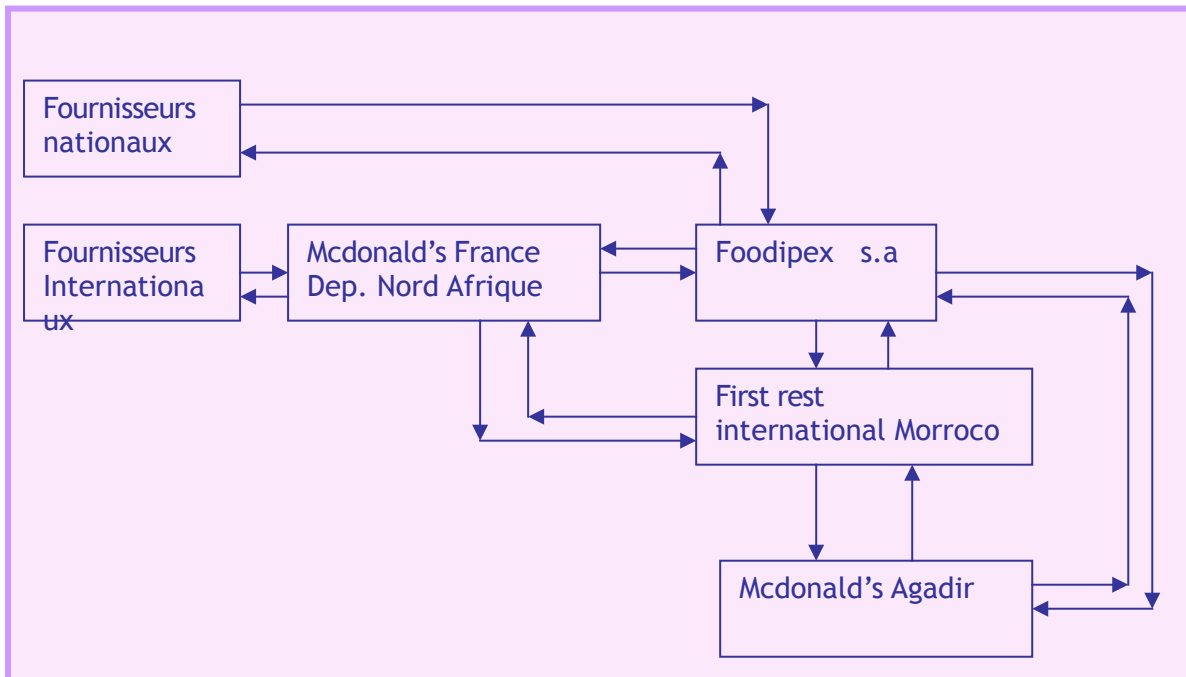 Fournisseurs
nationaux
Fournisseurs
Internationa
ux
Mcdonald's France
Dep. Nord Afrique
Foodipex s.a
First rest
international Morroco
Mcdonald's Agadir